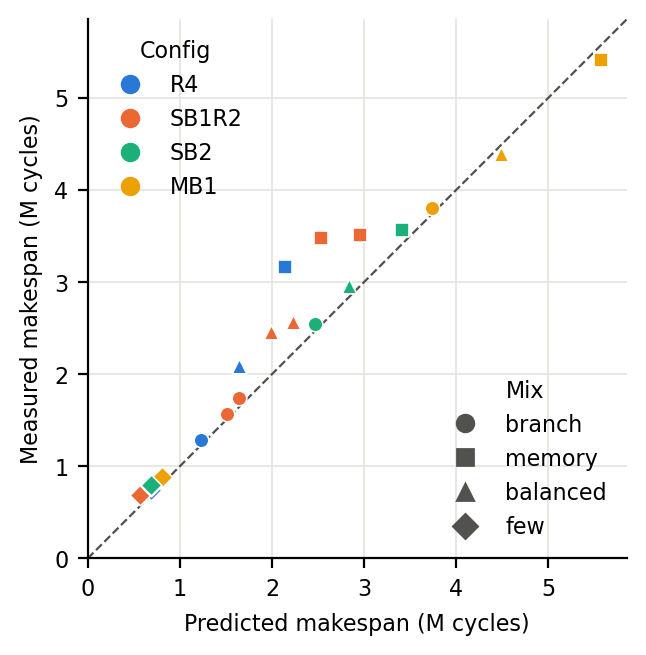 Config
R4
SB1R2
SB2
MB1
Mix
branch
memory
balanced
few
5
4
3
2
1
0
0 1 2 3 4 5
Measured makespan (M cycles)
Predicted makespan (M cycles)